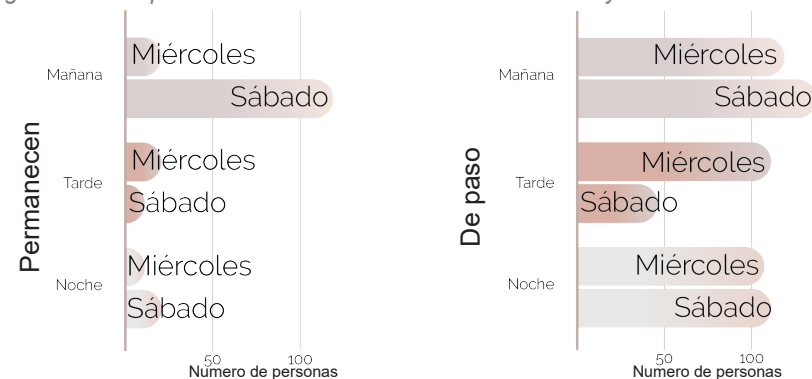 Permanecen
Mañana
Miércoles
Sábado
Tarde
Miércoles
Sábado
Noche
Miércoles
Sábado
50 100
Numero de personas
De paso
Mañana
Miércoles
Sábado
Tarde
Miércoles
Sábado
Noche
Miércoles
Sábado
50 100
Numero de personas